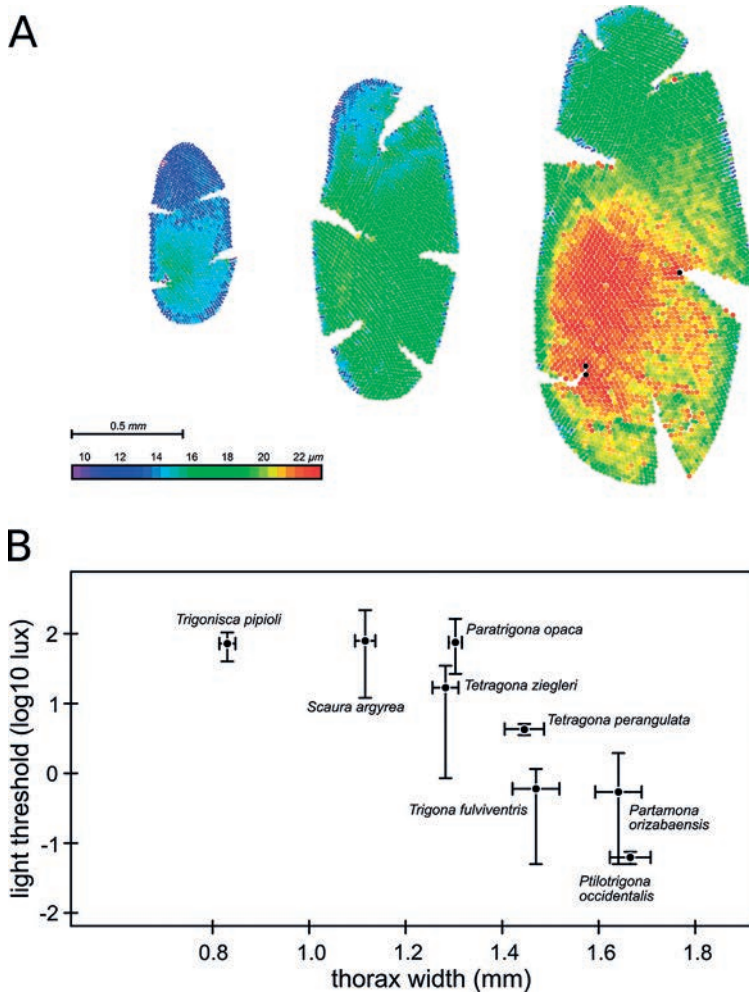 A
0.5 mm
10 12 14 16 18 20 22 µm
B
light threshold (log10 lux)
2
1
0
-1
-2
Trigonisca pipioli
Scaura argyrea
Paratrigona opaca
Tetragona ziegleri
Tetragona perangulata
Trigona fulviventris
Partamona
orizabaensis
Ptilotrigona
occidentalis
0.8 1.0 1.2 1.4 1.6 1.8
thorax width (mm)